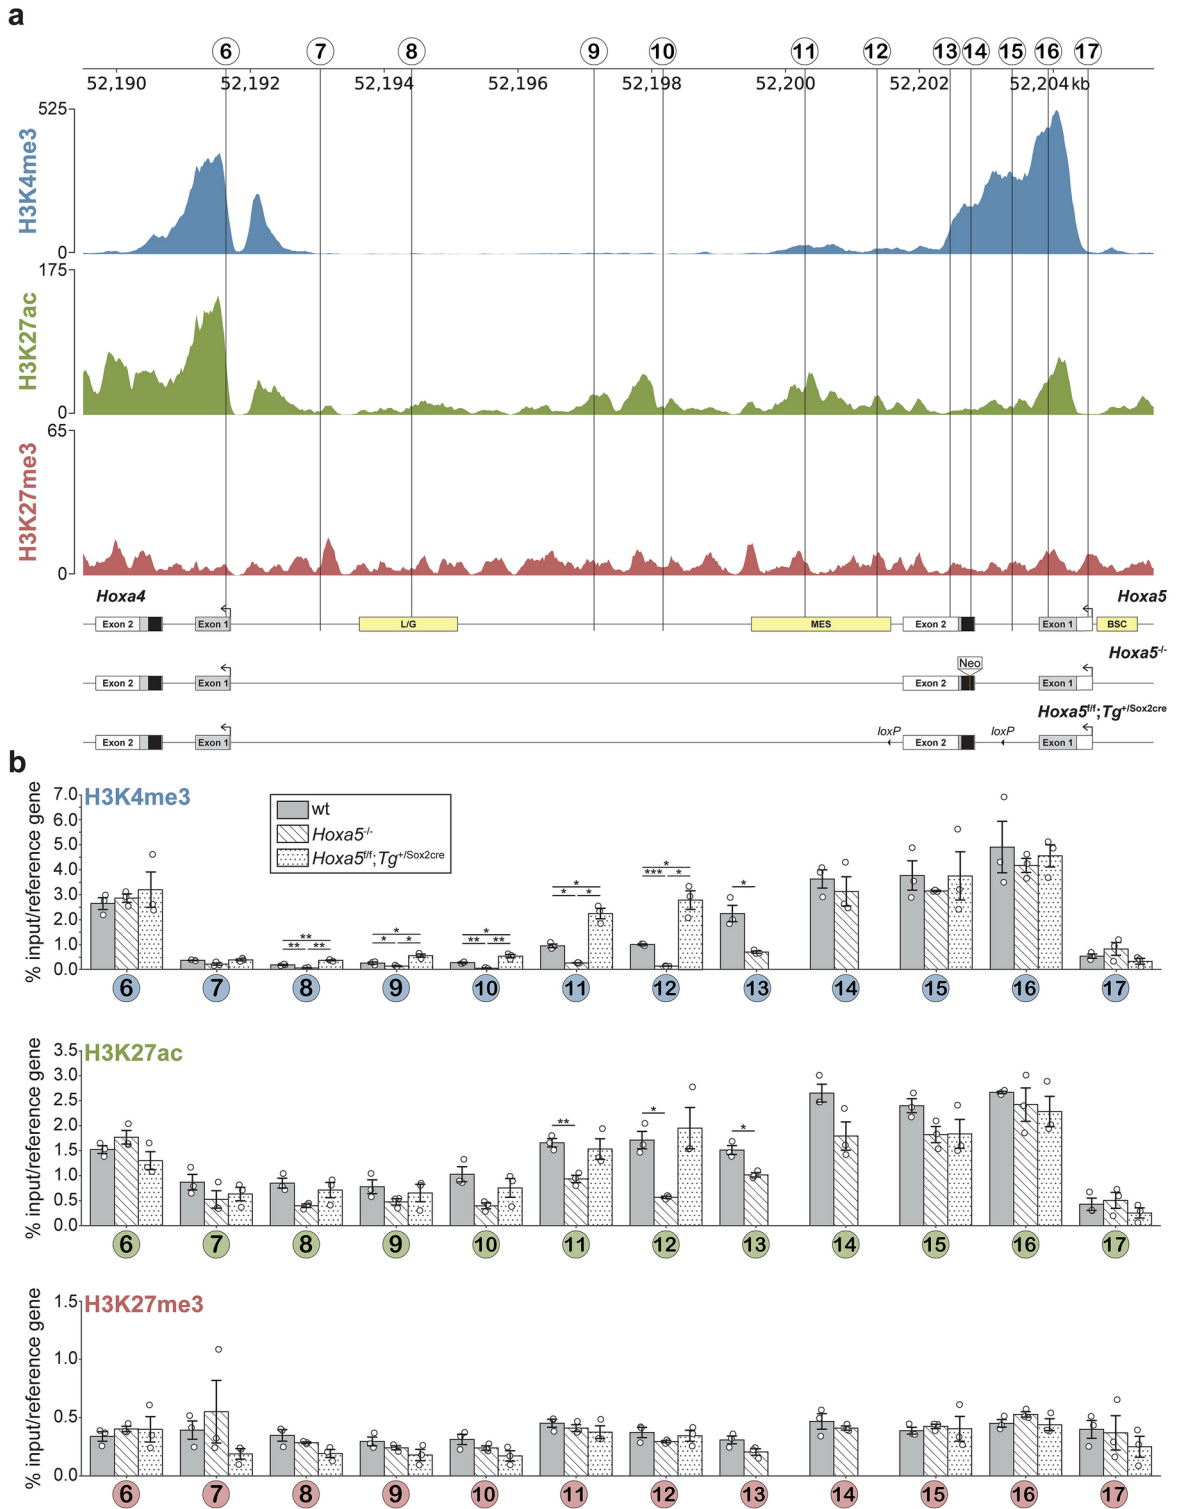 a
6 7 8 9 10 11 12 13 14 15 16 17
52,190 52,192 52,194 52,196 52,198 52,200 52,202 52,204 kb
H3K4me3
525
0
H3K27ac
175
0
H3K27me3
65
0
Hoxa4 Hoxa5
Exon 2 Exon 1 L/G MES Exon 2 Exon 1 BSC
Hoxa5-/-
Neo
Exon 2 Exon 1 Exon 2 Exon 1
Hoxa5f/f;Tg+/Sox2cre
loxP loxP
Exon 2 Exon 1 Exon 2 Exon 1
b
H3K4me3
% input/reference gene
7.0
6.0
5.0
4.0
3.0
2.0
1.0
0.0
wt
Hoxa5-/-
Hoxa5f/f;Tg+/Sox2cre
** ** **
* * *
* ** **
* * *
* *** *
*
6 7 8 9 10 11 12 13 14 15 16 17
H3K27ac
% input/reference gene
3.5
3.0
2.5
2.0
1.5
1.0
0.5
0.0
** * *
6 7 8 9 10 11 12 13 14 15 16 17
H3K27me3
% input/reference gene
1.5
1.0
0.5
0.0
6 7 8 9 10 11 12 13 14 15 16 17